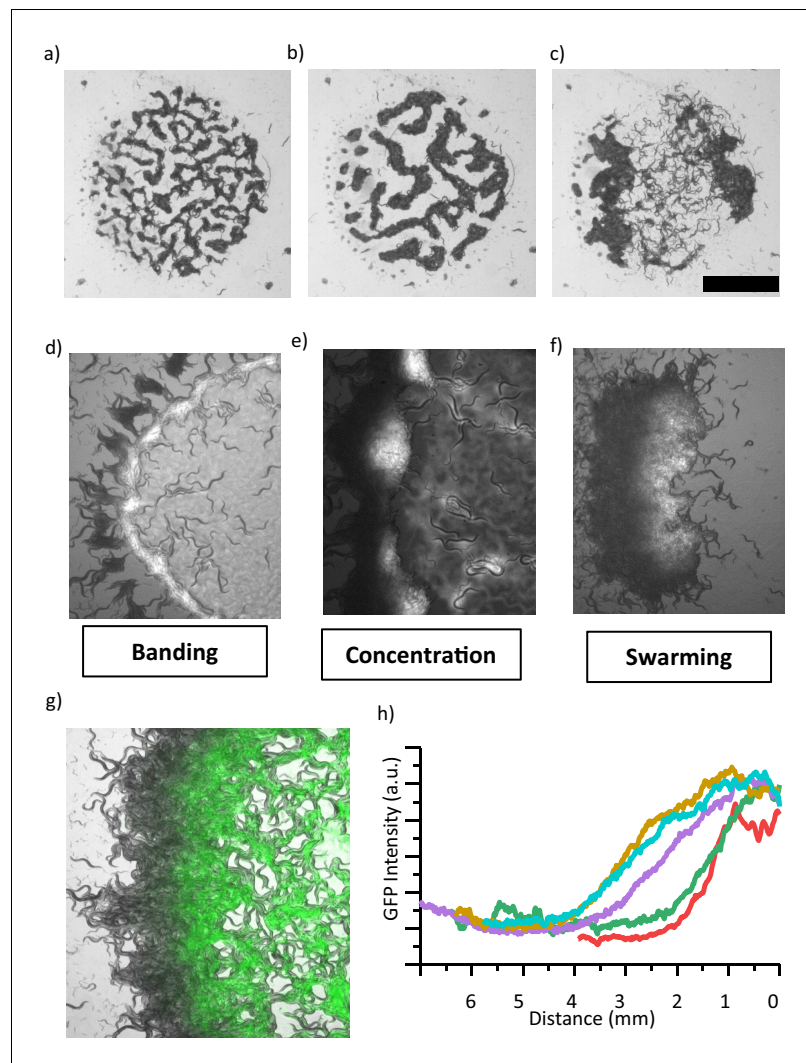 a)
b)
c)
d)
e)
f)
Banding
Concentration
Swarming
g)
h)
GFP Intensity (a.u.)
6 5 4 3 2 1 0
Distance (mm)